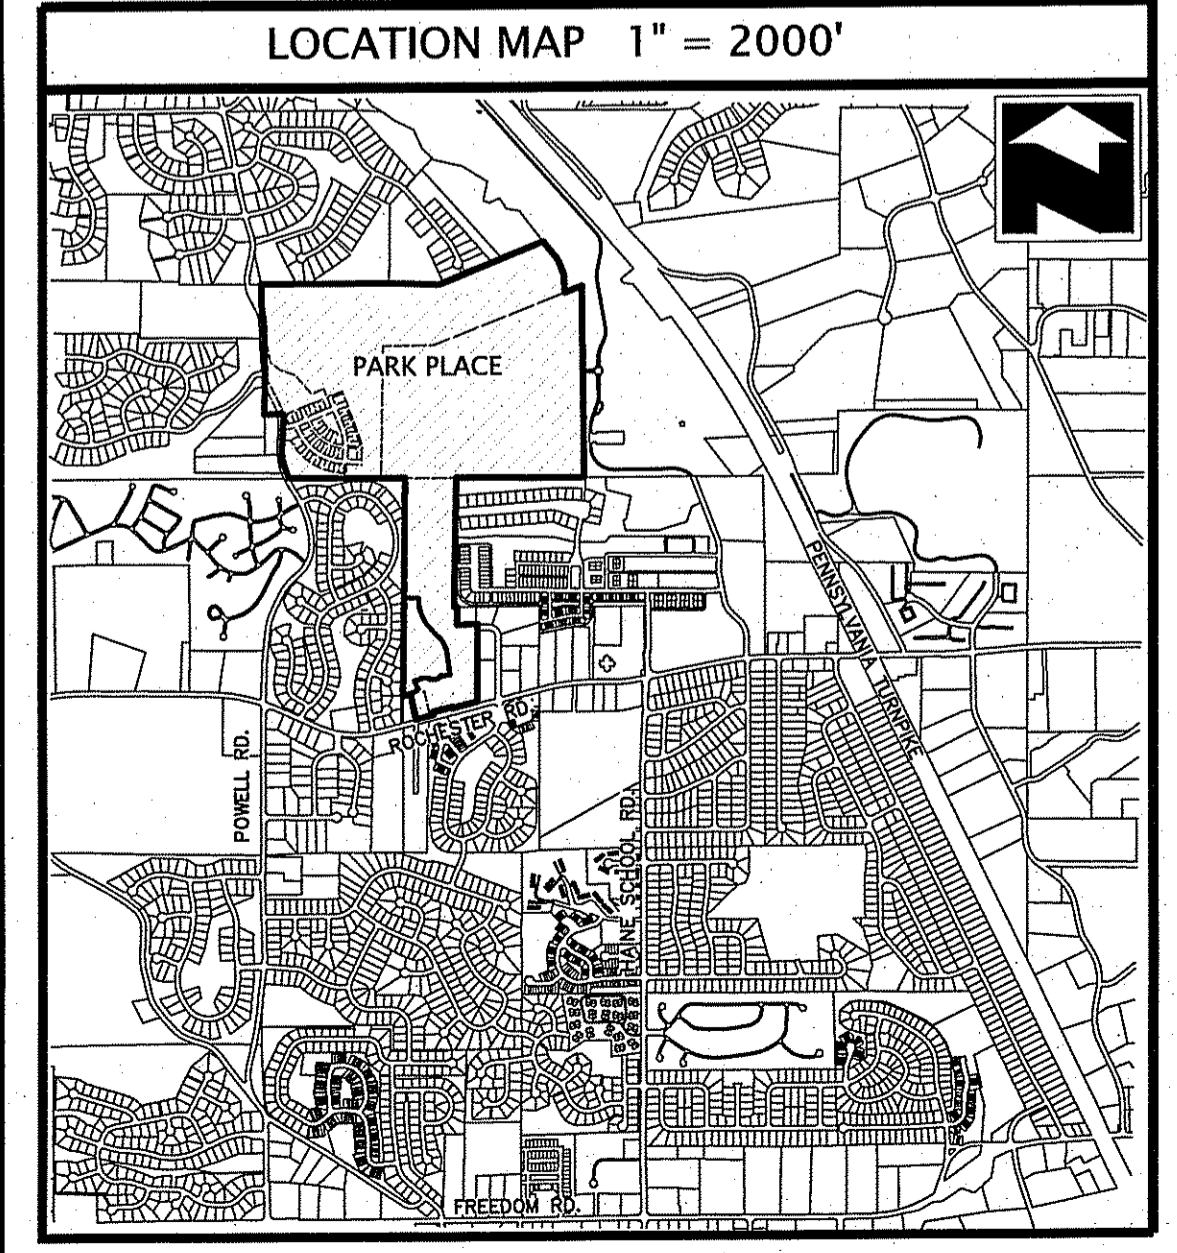 LOCATION MAP 1" = 2000'
N
PARK PLACE
PENNSYLVANIA TURNPIKE
ROCHESTER RD.
POWELL RD.
HAINE SCHOOL RD.
FREEDOM RD.